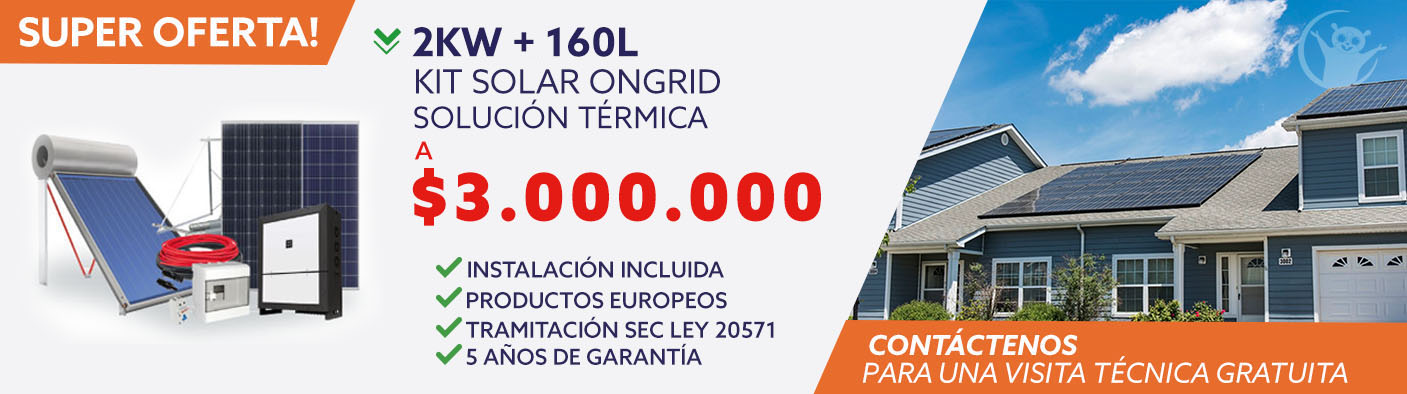 SUPER OFERTA!
2KW + 160L
KIT SOLAR ONGRID
SOLUCIÓN TÉRMICA
A
$3.000.000
INSTALACIÓN INCLUIDA
PRODUCTOS EUROPEOS
TRAMITACIÓN SEC LEY 20571
5 AÑOS DE GARANTÍA
3002
CONTÁCTENOS
PARA UNA VISITA TÉCNICA GRATUITA